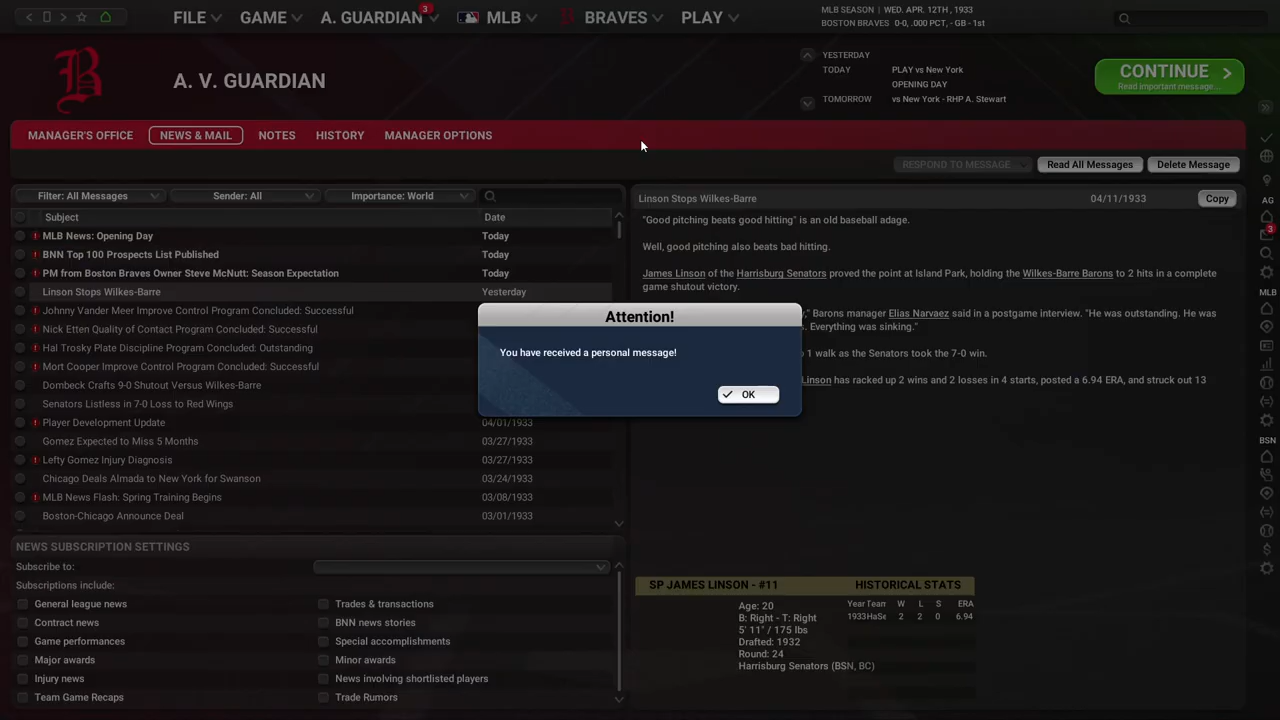 FILE
GAME
A. GUARDIAN
3
MLB
BRAVES
PLAY
MLB SEASON | WED. APR. 12TH, 1933
BOSTON BRAVES 0-0, .000 PCT, - GB - 1st
B
A. V. GUARDIAN
YESTERDAY
TODAY PLAY vs New York
OPENING DAY
TOMORROW vs New York - RHP A. Stewart
CONTINUE
Read important message...
MANAGER'S OFFICE
NEWS & MAIL
NOTES
HISTORY
MANAGER OPTIONS
RESPOND TO MESSAGE
Read All Messages
Delete Message
Filter: All Messages
Sender: All
Importance: World
Subject Date
MLB News: Opening Day Today
BNN Top 100 Prospects List Published Today
PM from Boston Braves Owner Steve McNutt: Season Expectation Today
Linson Stops Wilkes-Barre Yesterday
Johnny Vander Meer Improve Control Program Concluded: Successful
Nick Etten Quality of Contact Program Concluded: Successful
Hal Trosky Plate Discipline Program Concluded: Outstanding
Mort Cooper Improve Control Program Concluded: Successful
Dombeck Crafts 9-0 Shutout Versus Wilkes-Barre
Senators Listless in 7-0 Loss to Red Wings
Player Development Update 04/01/1933
Gomez Expected to Miss 5 Months 03/27/1933
Lefty Gomez Injury Diagnosis 03/27/1933
Chicago Deals Almada to New York for Swanson 03/24/1933
MLB News Flash: Spring Training Begins 03/08/1933
Boston-Chicago Announce Deal 03/01/1933
Linson Stops Wilkes-Barre 04/11/1933
Copy
"Good pitching beats good hitting" is an old baseball adage.
Well, good pitching also beats bad hitting.
James Linson of the Harrisburg Senators proved the point at Island Park, holding the Wilkes-Barre Barons to 2 hits in a complete
game shutout victory.
," Barons manager Elias Narvaez said in a postgame interview. "He was outstanding. He was
. Everything was sinking."
1 walk as the Senators took the 7-0 win.
Linson has racked up 2 wins and 2 losses in 4 starts, posted a 6.94 ERA, and struck out 13
Attention!
You have received a personal message!
OK
NEWS SUBSCRIPTION SETTINGS
Subscribe to:
Subscriptions include:
General league news
Trades & transactions
Contract news
BNN news stories
Game performances
Special accomplishments
Major awards
Minor awards
Injury news
News involving shortlisted players
Team Game Recaps
Trade Rumors
SP JAMES LINSON - #11
HISTORICAL STATS
Age: 20
B: Right - T: Right
5' 11" / 175 lbs
Drafted: 1932
Round: 24
Harrisburg Senators (BSN, BC)
Year Team W L S ERA
1933 HaSe 2 2 0 6.94
AG
3
MLB
BSN